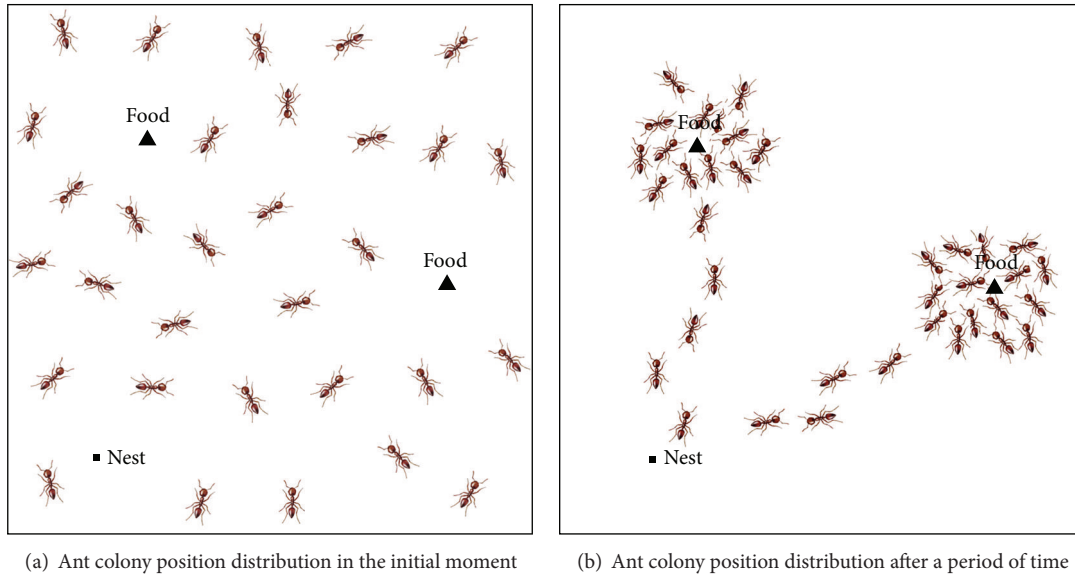 Food
Food
Nest
(a) Ant colony position distribution in the initial moment
Food
Food
Nest
(b) Ant colony position distribution after a period of time